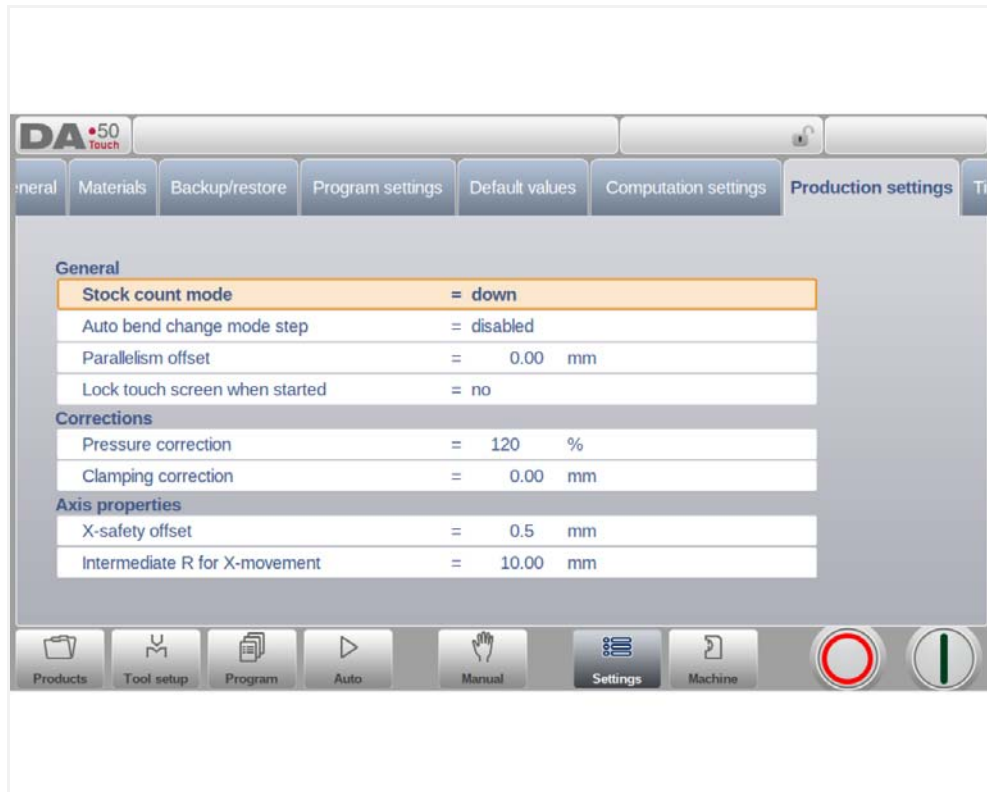 DA•50 Touch
neral Materials Backup/restore Program settings Default values Computation settings Production settings Ti
General
Stock count mode = down
Auto bend change mode step = disabled
Parallelism offset = 0.00 mm
Lock touch screen when started = no
Corrections
Pressure correction = 120 %
Clamping correction = 0.00 mm
Axis properties
X-safety offset = 0.5 mm
Intermediate R for X-movement = 10.00 mm
Products Tool setup Program Auto Manual Settings Machine